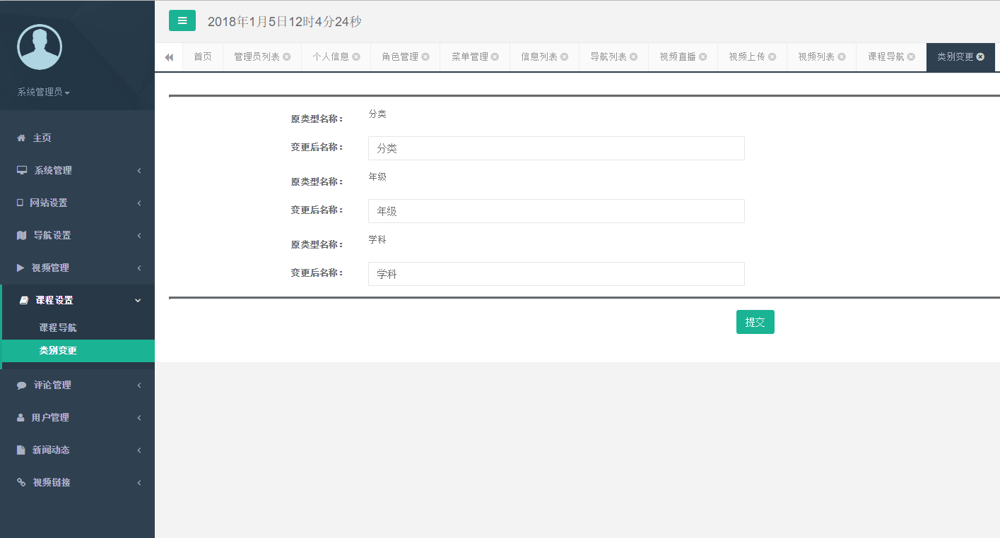 2018年1月5日12时4分24秒
首页 管理员列表 个人信息 角色管理 菜单管理 信息列表 导航列表 视频直播 视频上传 视频列表 课程导航 类别变更
系统管理员
主页
系统管理
网站设置
导航设置
视频管理
课程设置
课程导航
类别变更
评论管理
用户管理
新闻动态
视频链接
原类型名称： 分类
变更后名称： 分类
原类型名称： 年级
变更后名称： 年级
原类型名称： 学科
变更后名称： 学科
提交